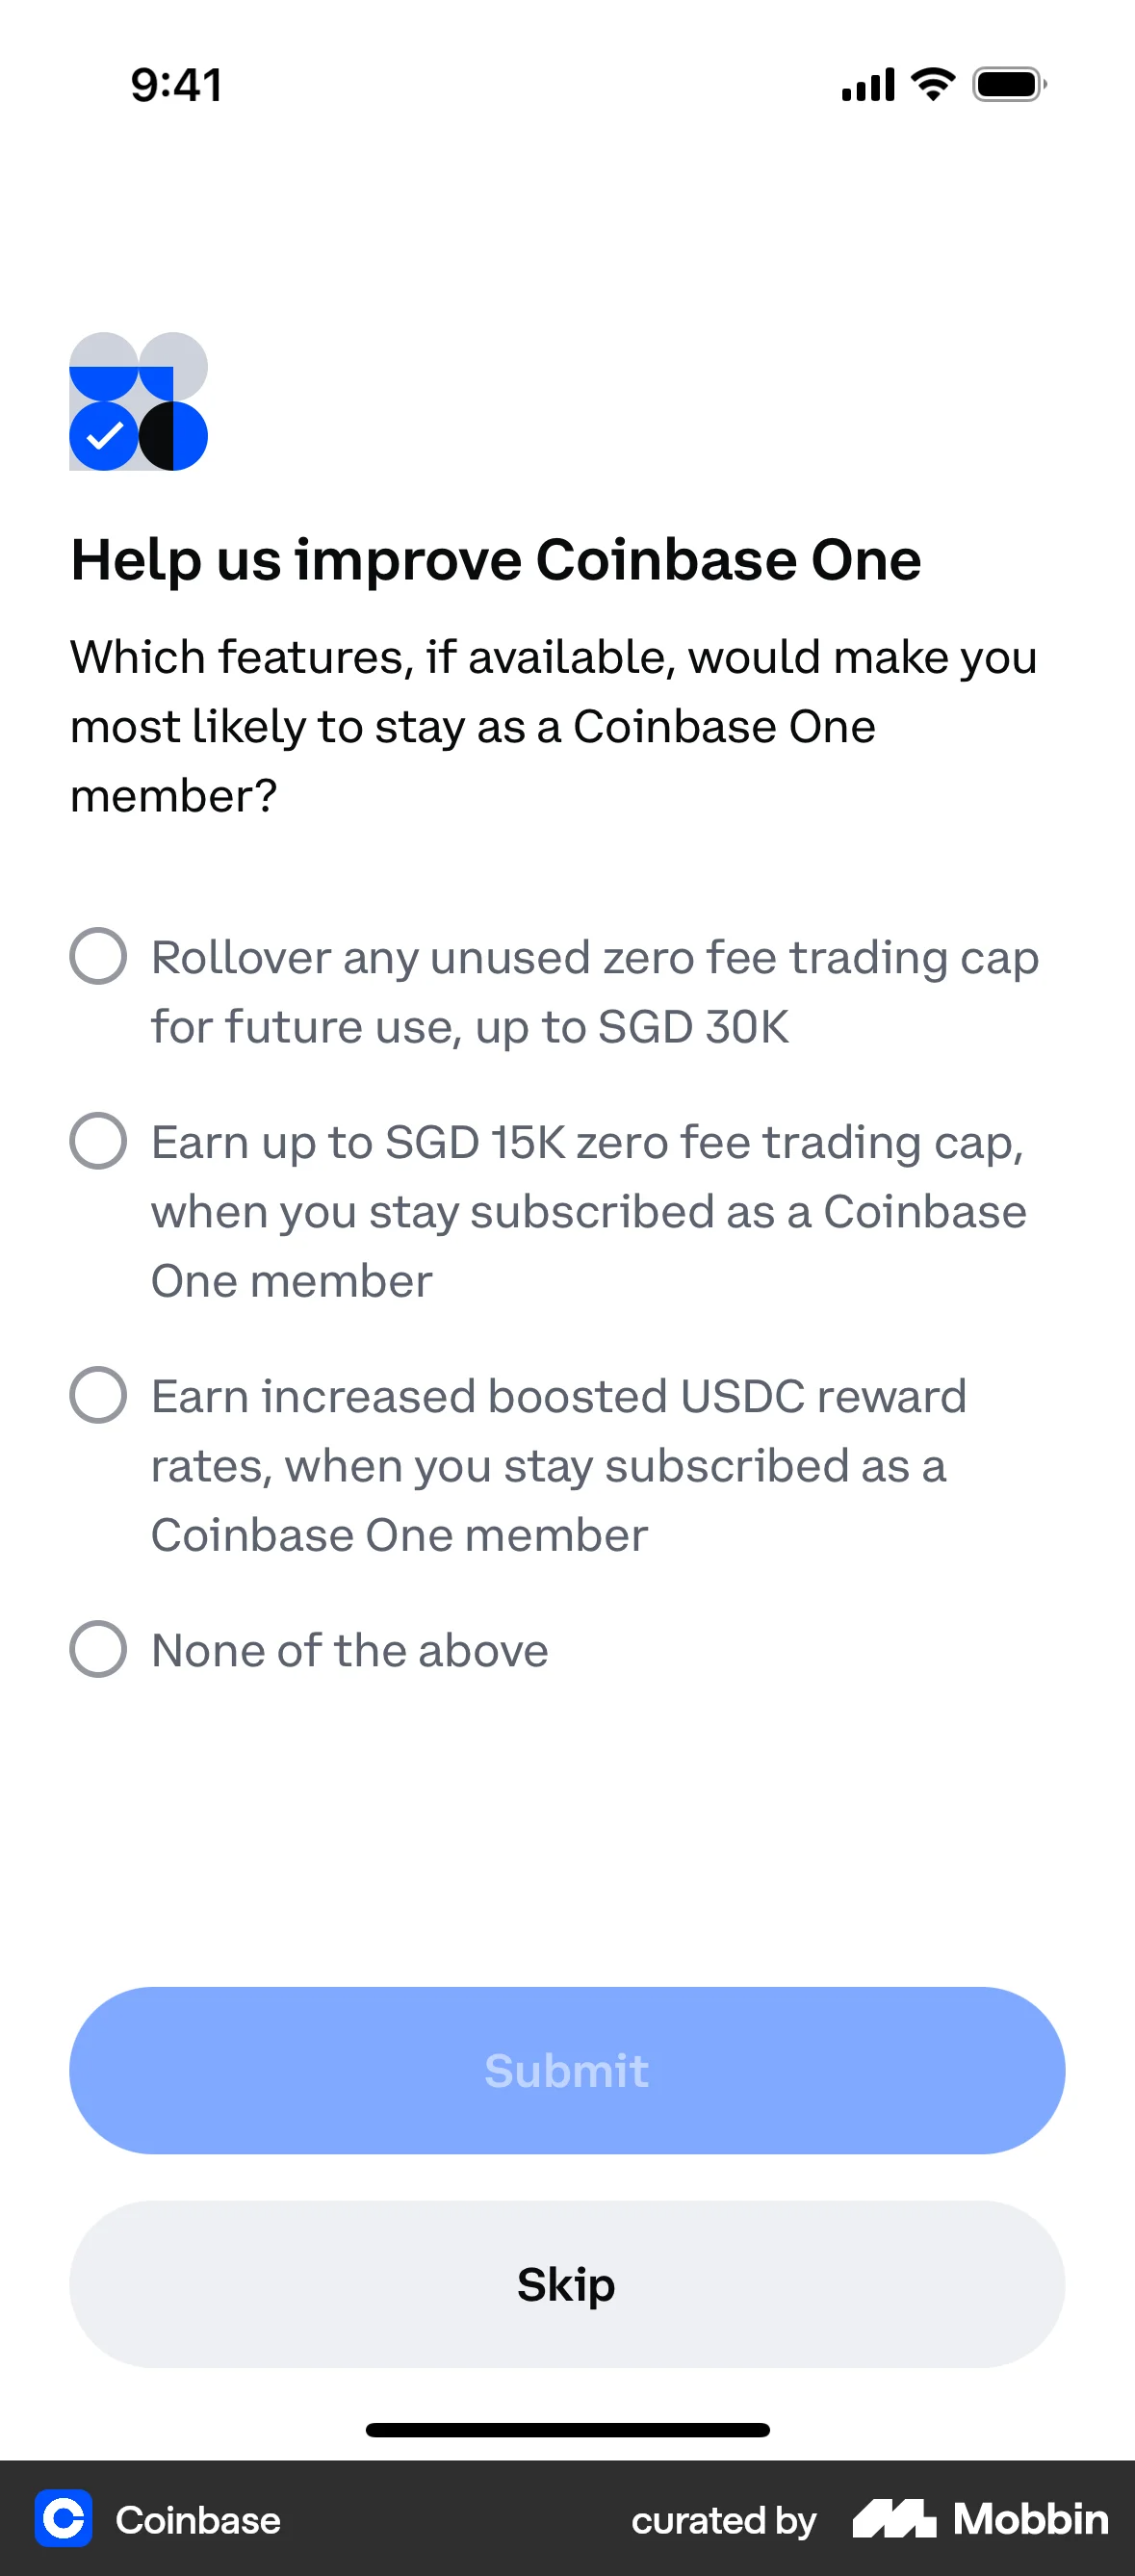 9:41
Help us improve Coinbase One
Which features, if available, would make you
most likely to stay as a Coinbase One
member?
Rollover any unused zero fee trading cap
for future use, up to SGD 30K
Earn up to SGD 15K zero fee trading cap,
when you stay subscribed as a Coinbase
One member
Earn increased boosted USDC reward
rates, when you stay subscribed as a
Coinbase One member
None of the above
Submit
Skip
Coinbase
curated by Mobbin